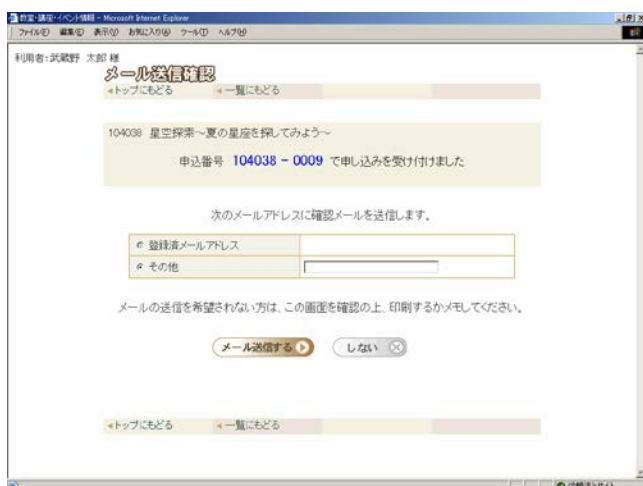 教室・講座・イベント情報 - Microsoft Internet Explorer
ファイル(F) 編集(E) 表示(V) お気に入り(A) ツール(T) ヘルプ(H)
利用者:武蔵野 太郎 様
メール送信確認
トップにもどる 一覧にもどる
104038 星空探索～夏の星座を探してみよう～
申込番号 104038 - 0009 で申し込みを受け付けました
次のメールアドレスに確認メールを送信します。
登録済メールアドレス
その他
メールの送信を希望されない方は、この画面を確認の上、印刷するかメモしてください。
メール送信する しない
トップにもどる 一覧にもどる